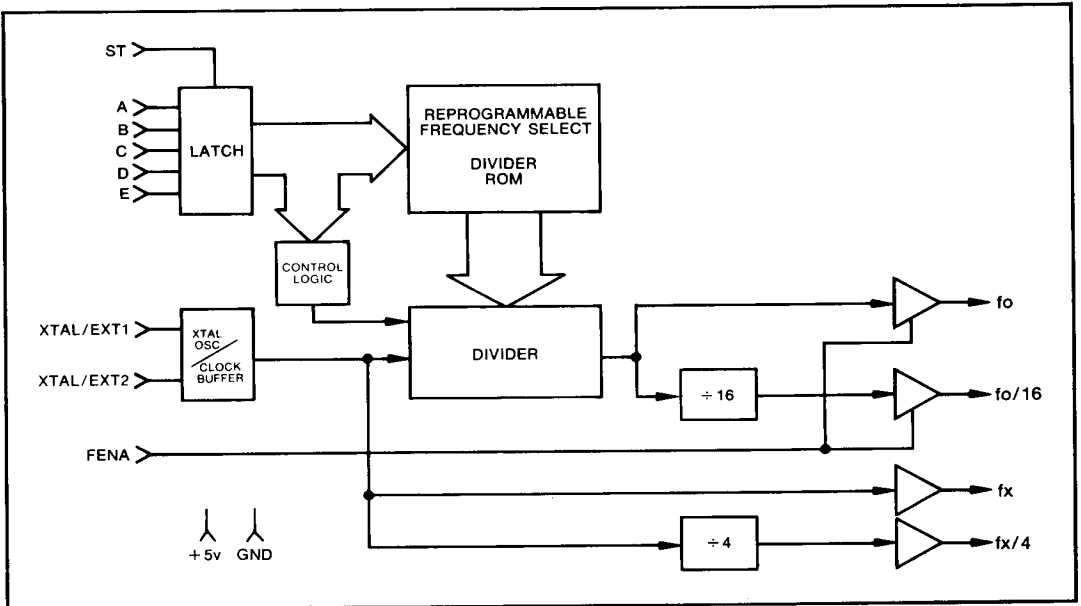 ST
A
B
C
D
E
LATCH
REPROGRAMMABLE
FREQUENCY SELECT
DIVIDER
ROM
CONTROL
LOGIC
XTAL/EXT1
XTAL/EXT2
XTAL
OSC
CLOCK
BUFFER
DIVIDER
÷16
÷4
FENA
+5v
GND
fo
fo/16
fx
fx/4